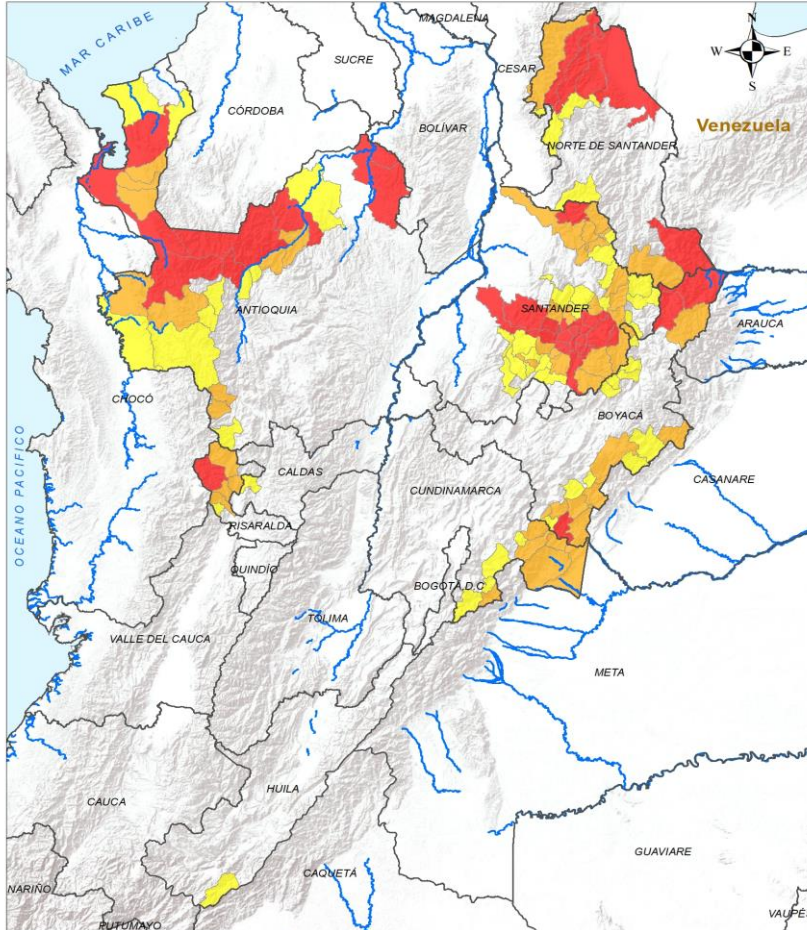 MAGDALENA
N
W E
S
MAR CARIBE
SUCRE
CESAR
CÓRDOBA
BOLÍVAR
Venezuela
NORTE DE SANTANDER
ANTIOQUIA
SANTANDER
ARAUCA
CHOCÓ
BOYACÁ
OCEANO PACIFICO
CALDAS
CUNDINAMARCA
CASANARE
RISARALDA
QUINDÍO
BOGOTÁ, D.C
TOLIMA
VALLE DEL CAUCA
META
HUILA
CAUCA
GUAVIARE
CAQUETÁ
NARIÑO
PUTUMAYO
VAUPÉS